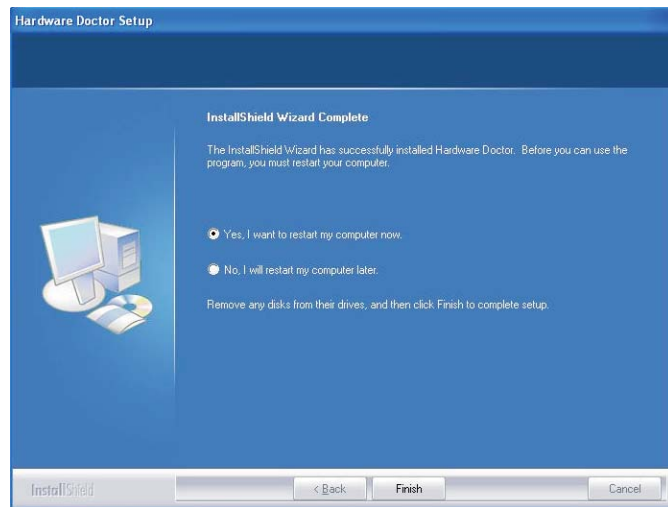 Hardware Doctor Setup
InstallShield Wizard Complete
The InstallShield Wizard has successfully installed Hardware Doctor. Before you can use the
program, you must restart your computer.
Yes, I want to restart my computer now.
No, I will restart my computer later.
Remove any disks from their drives, and then click Finish to complete setup.
InstallShield
< Back
Finish
Cancel